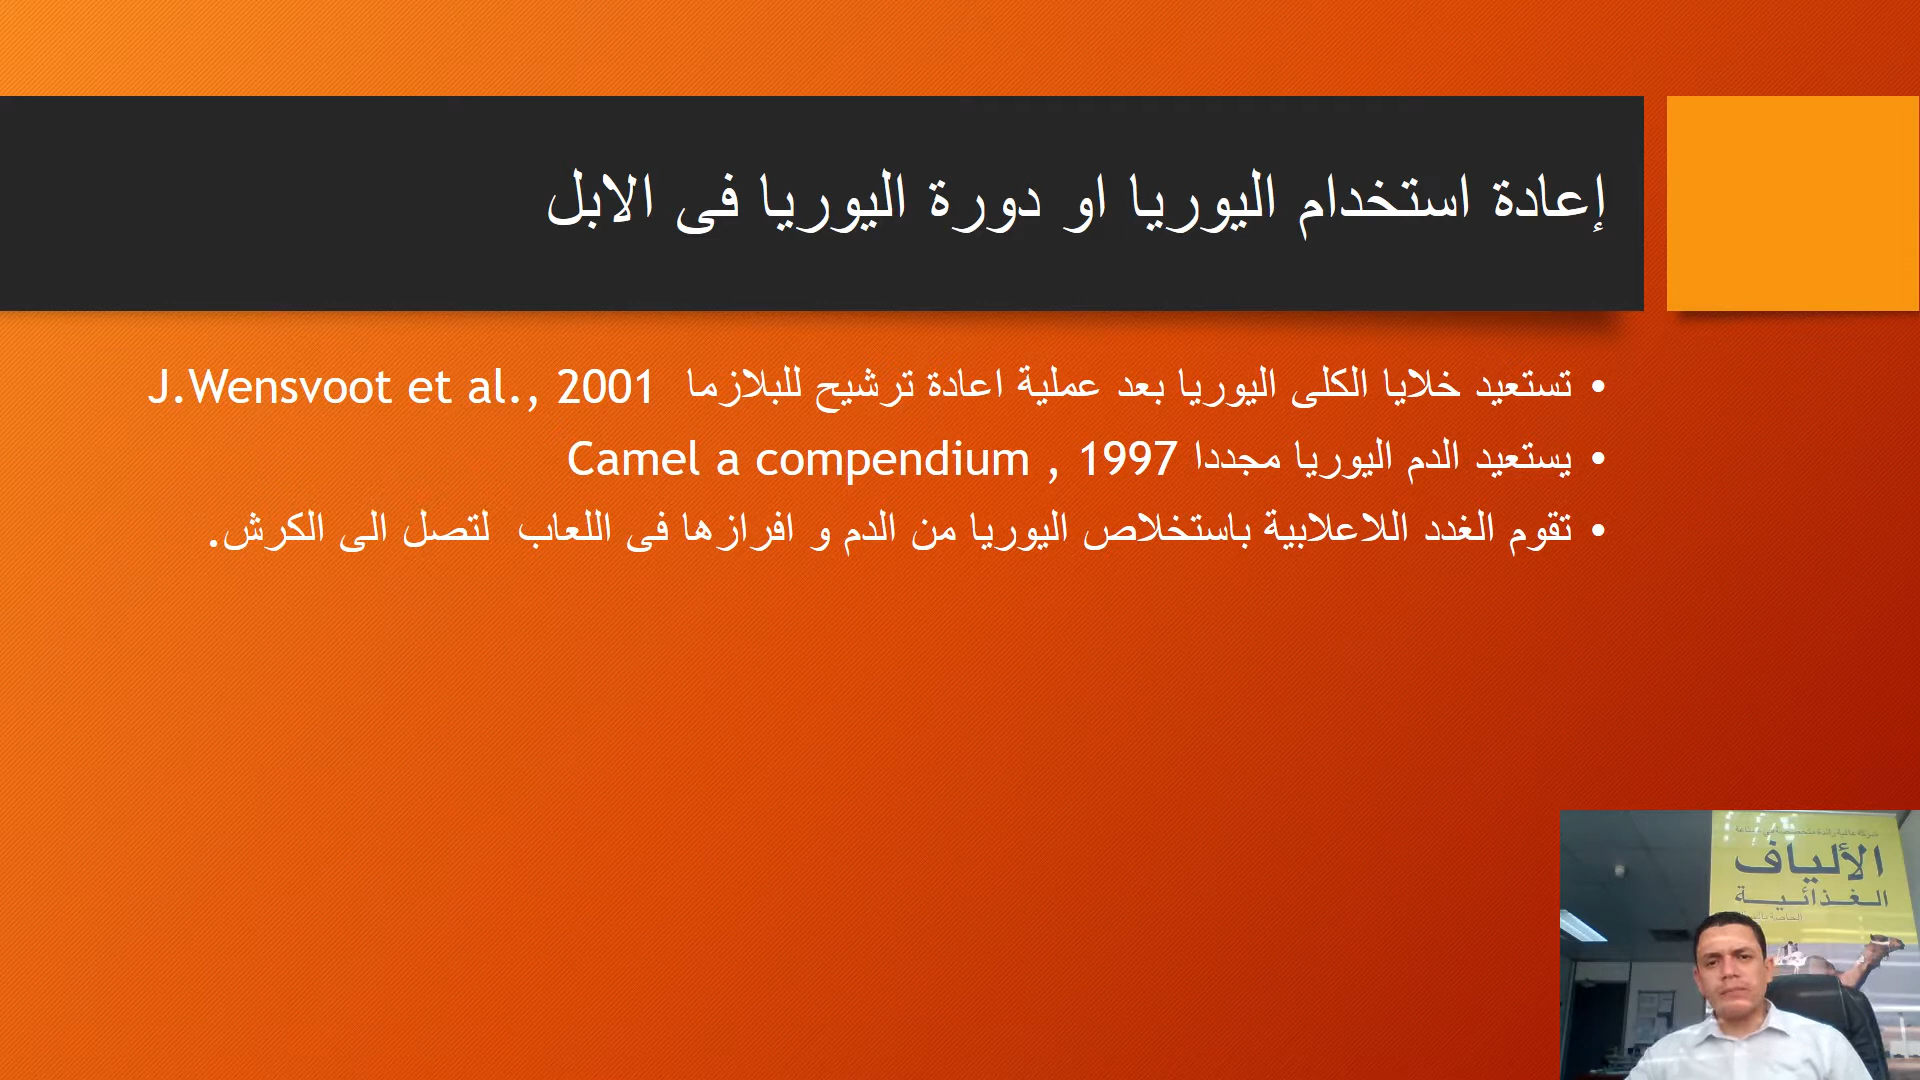 إعادة استخدام اليوريا او دورة اليوريا فى الابل
• تستعيد خلايا الكلى اليوريا بعد عملية اعادة ترشيح للبلازما J.Wensvoot et al., 2001
• يستعيد الدم اليوريا مجددا Camel a compendium , 1997
• تقوم الغدد اللاعلابية باستخلاص اليوريا من الدم و افرازها فى اللعاب لتصل الى الكرش.
الألياف
الغذائية